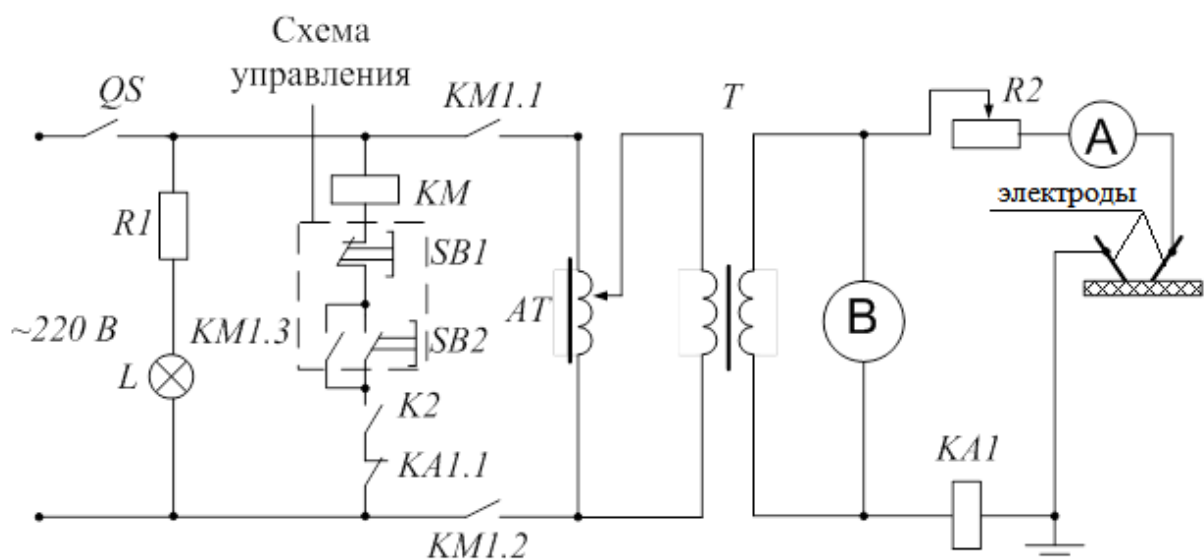 Схема
управления
QS
KM1.1
T
R2
A
электроды
KM
R1
SB1
AT
KM1.3
SB2
B
~220 В
L
K2
KA1.1
KA1
KM1.2